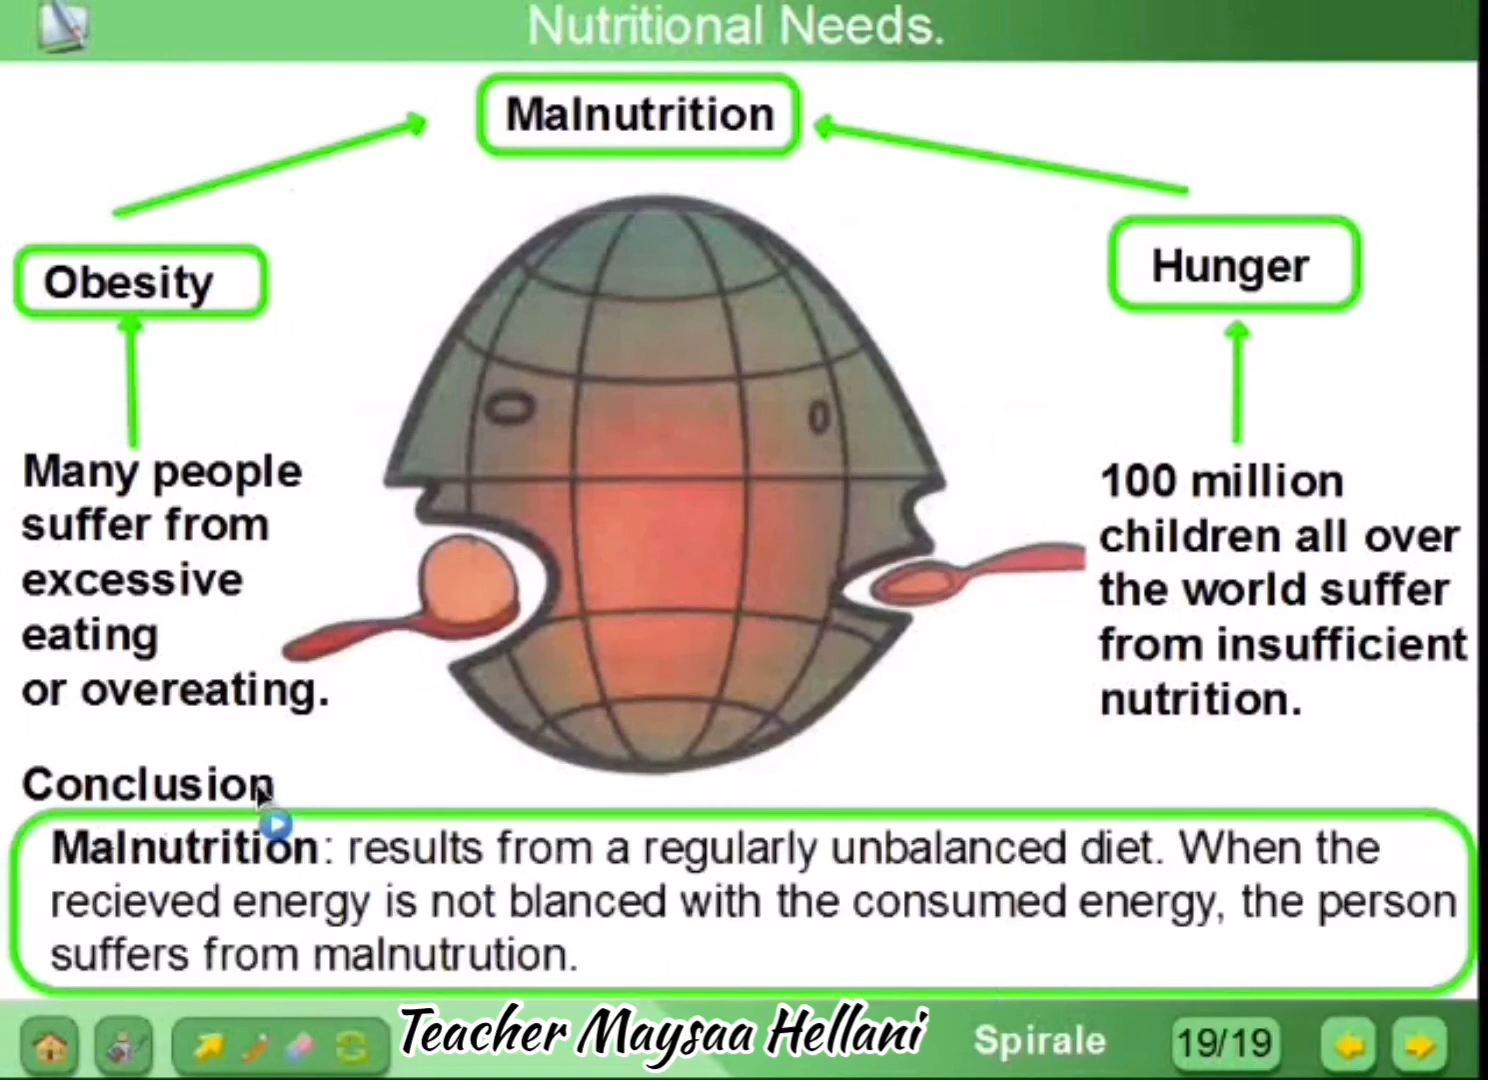 Nutritional Needs.
Malnutrition
Obesity
Hunger
Many people
suffer from
excessive
eating
or overeating.
100 million
children all over
the world suffer
from insufficient
nutrition.
Conclusion
Malnutrition: results from a regularly unbalanced diet. When the
recieved energy is not blanced with the consumed energy, the person
suffers from malnutrution.
Teacher Maysaa Hellani
Spirale
19/19